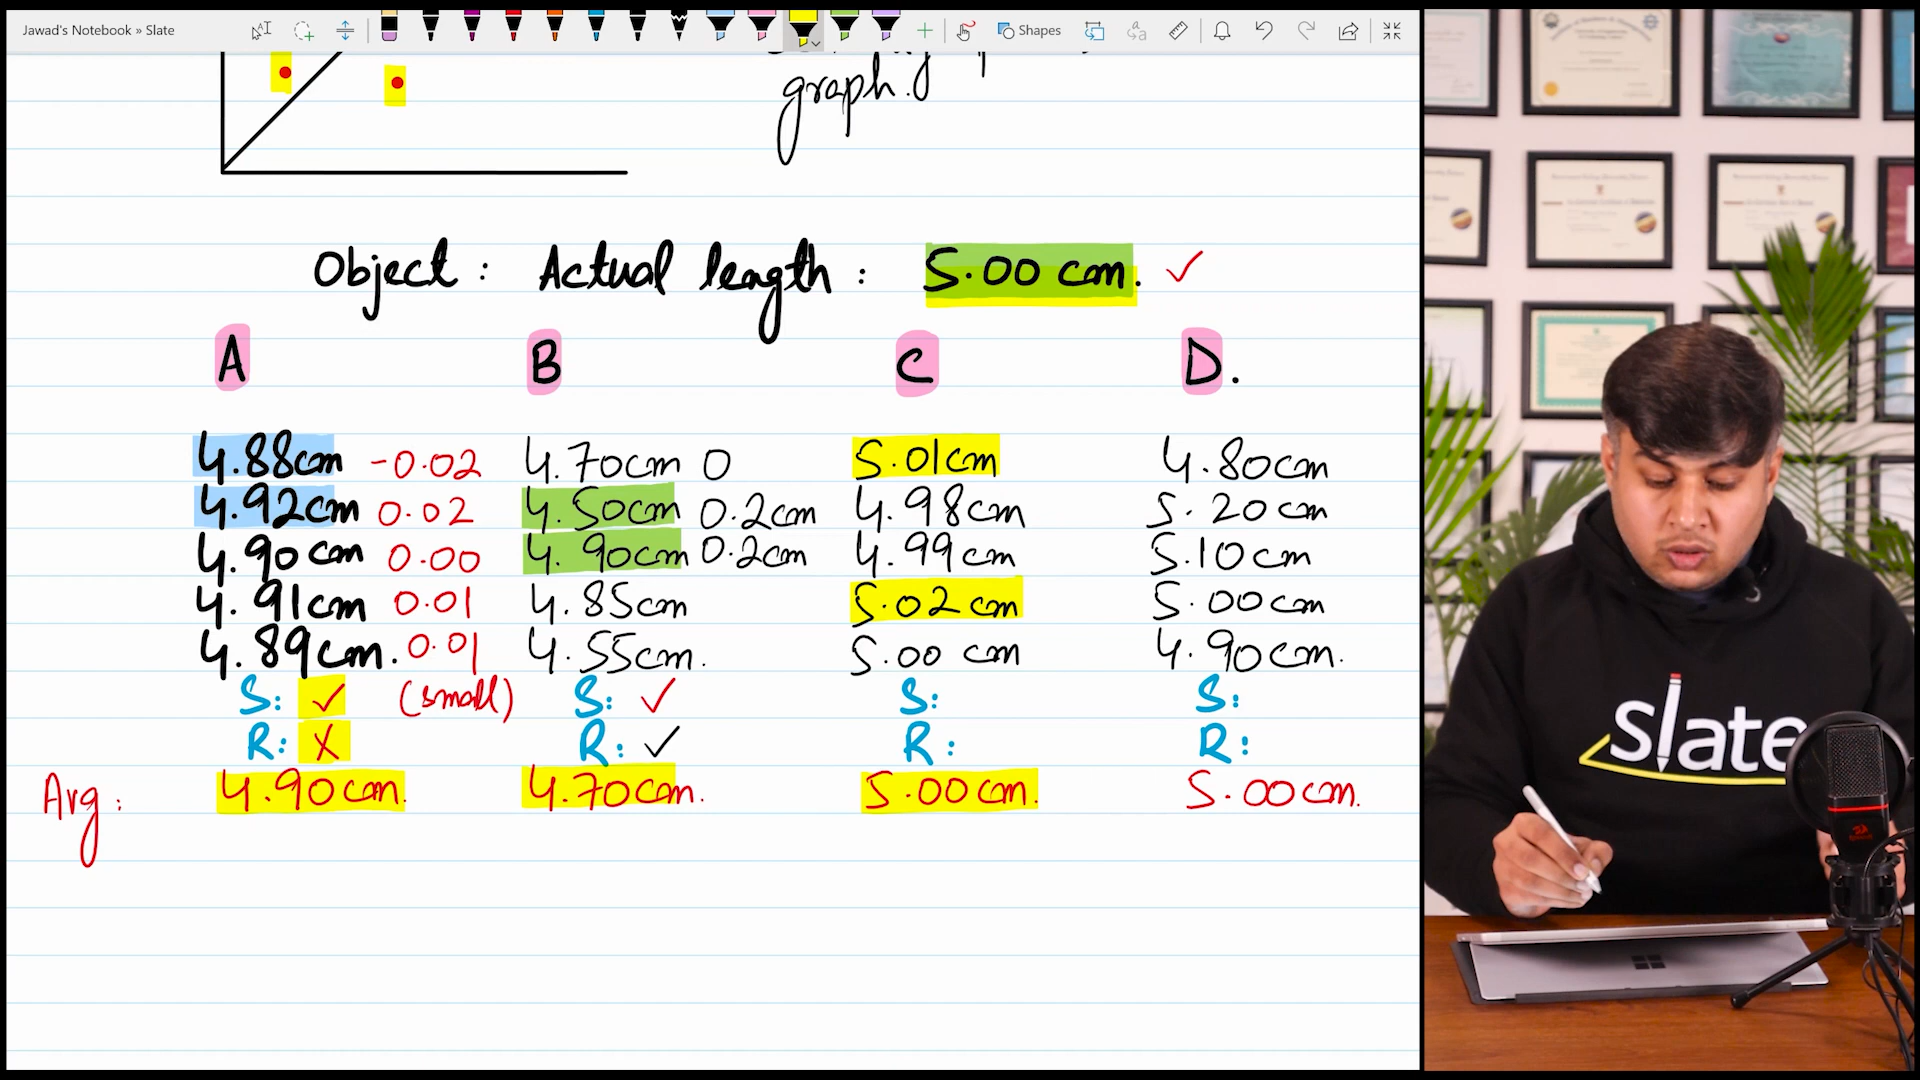 Jawad's Notebook » Slate
Shapes
graph.
Object : Actual length : 5.00 cm. ✓
A B C D.
4.88cm -0.02 4.70cm 0 5.01cm 4.80cm
4.92cm 0.02 4.50cm 0.2cm 4.98cm 5.20cm
4.90cm 0.00 4.90cm 0.2cm 4.99cm 5.10cm
4.91cm 0.01 4.85cm 5.02cm 5.00cm
4.89cm. 0.01 4.55cm. 5.00 cm 4.90cm.
S: ✓ (small) S: ✓ S: S:
R: X R: ✓ R: R:
Avg: 4.90cm. 4.70cm. 5.00cm. 5.00cm.
Slate